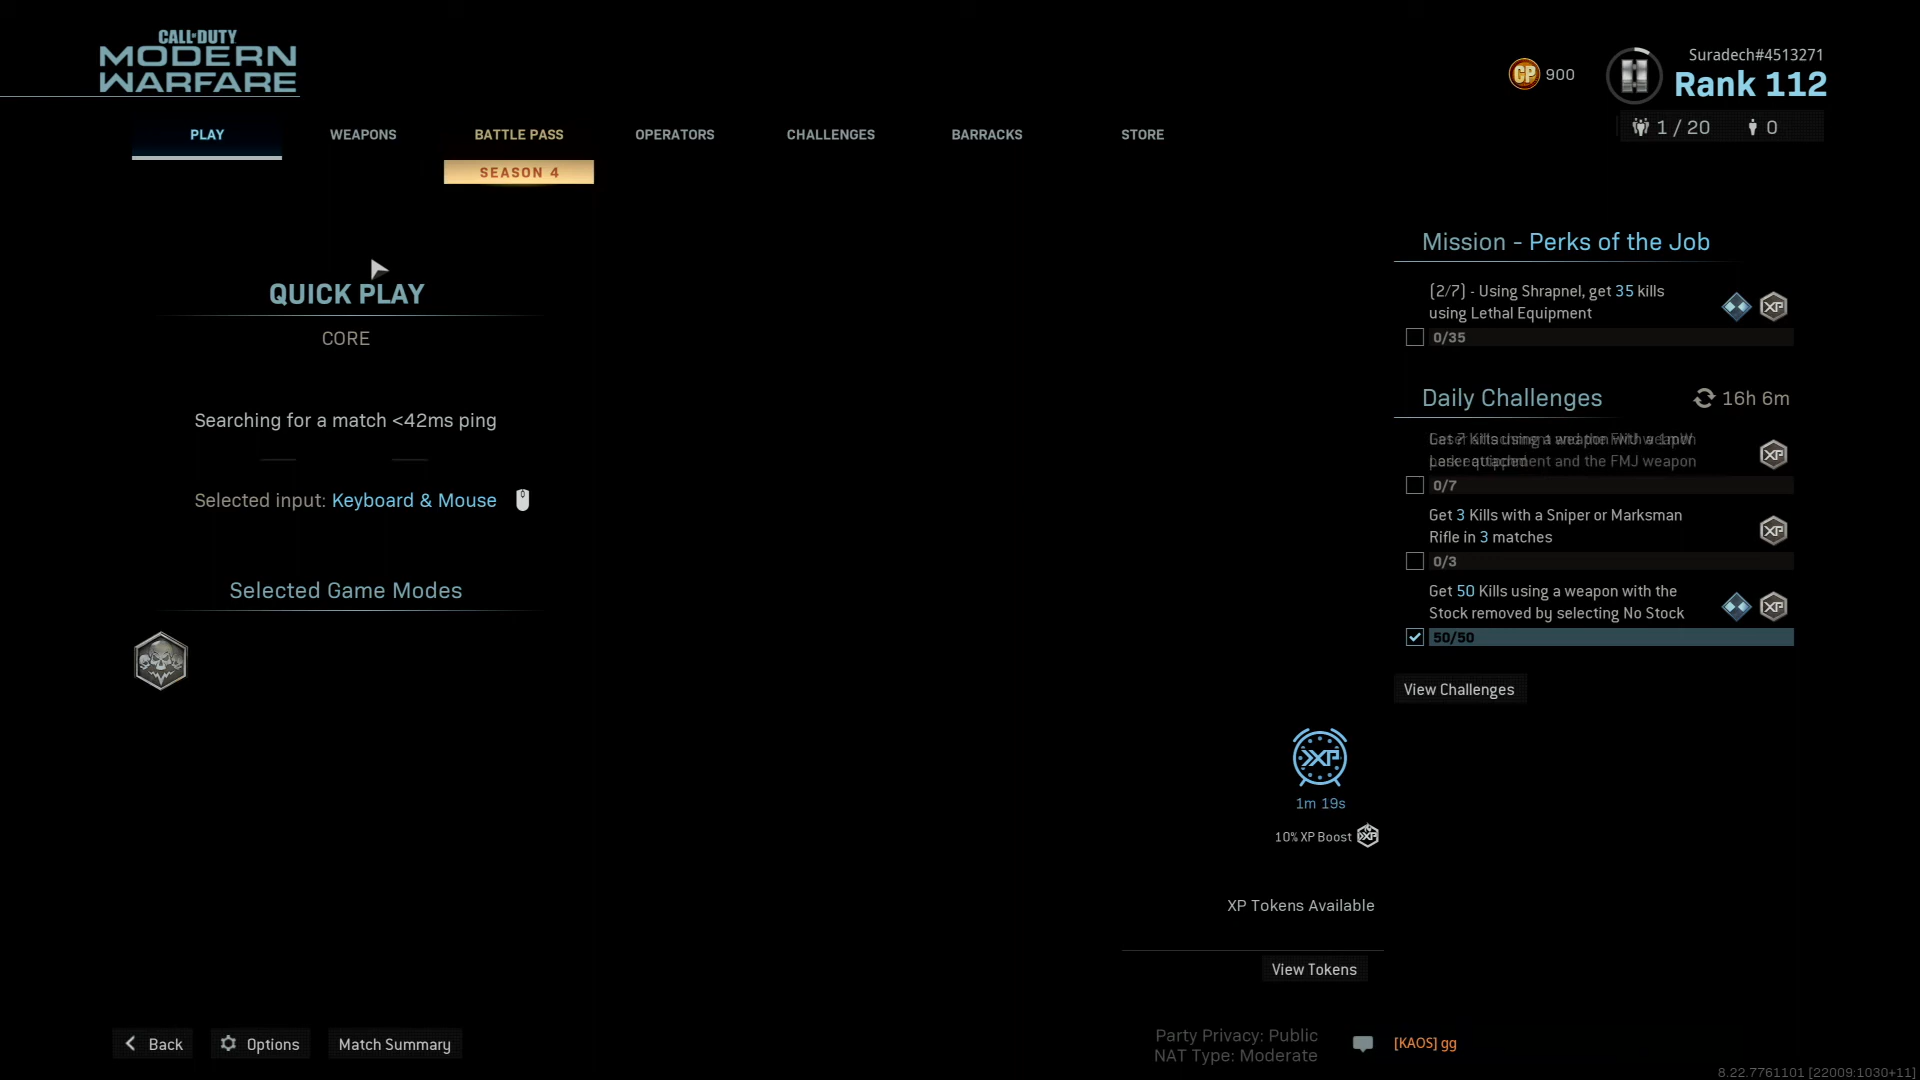 CALL OF DUTY
MODERN
WARFARE
GP 900
Suradech#4513271
Rank 112
1 / 20 0
PLAY
WEAPONS
BATTLE PASS
OPERATORS
CHALLENGES
BARRACKS
STORE
SEASON 4
QUICK PLAY
CORE
Searching for a match <42ms ping
Selected input: Keyboard & Mouse
Selected Game Modes
Mission - Perks of the Job
(2/7) - Using Shrapnel, get 35 kills
using Lethal Equipment
XP
0/35
Daily Challenges
16h 6m
XP
0/7
Get 3 Kills with a Sniper or Marksman
Rifle in 3 matches
XP
0/3
Get 50 Kills using a weapon with the
Stock removed by selecting No Stock
XP
50/50
View Challenges
XP
1m 19s
10% XP Boost
XP Tokens Available
View Tokens
Back
Options
Match Summary
Party Privacy: Public
NAT Type: Moderate
[KAOS] gg
8.22.7761101 [22009:1030+11]